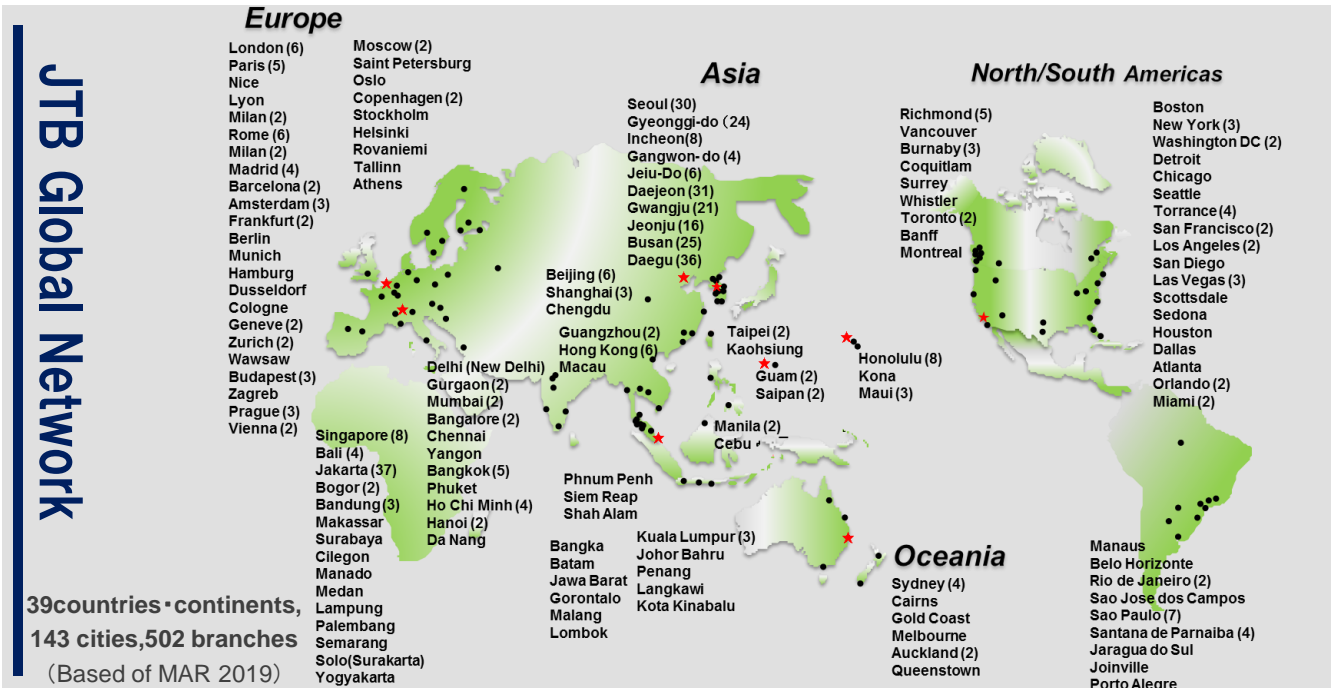 JTB Global Network
39countries･continents,
143 cities,502 branches
（Based of MAR 2019）
Europe
London (6)
Paris (5)
Nice
Lyon
Milan (2)
Rome (6)
Milan (2)
Madrid (4)
Barcelona (2)
Amsterdam (3)
Frankfurt (2)
Berlin
Munich
Hamburg
Dusseldorf
Cologne
Geneve (2)
Zurich (2)
Wawsaw
Budapest (3)
Zagreb
Prague (3)
Vienna (2)
Moscow (2)
Saint Petersburg
Oslo
Copenhagen (2)
Stockholm
Helsinki
Rovaniemi
Tallinn
Athens
Asia
Seoul (30)
Gyeonggi-do（24)
Incheon(8)
Gangwon- do (4)
Jeiu-Do (6)
Daejeon (31)
Gwangju (21)
Jeonju (16)
Busan (25)
Daegu (36)
Beijing (6)
Shanghai (3)
Chengdu
Guangzhou (2)
Hong Kong (6)
Macau
Taipei (2)
Kaohsiung
Guam (2)
Saipan (2)
Manila (2)
Cebu
Delhi (New Delhi)
Gurgaon (2)
Mumbai (2)
Bangalore (2)
Chennai
Yangon
Bangkok (5)
Phuket
Ho Chi Minh (4)
Hanoi (2)
Da Nang
Singapore (8)
Bali (4)
Jakarta (37)
Bogor (2)
Bandung (3)
Makassar
Surabaya
Cilegon
Manado
Medan
Lampung
Palembang
Semarang
Solo(Surakarta)
Yogyakarta
Phnum Penh
Siem Reap
Shah Alam
Bangka
Batam
Jawa Barat
Gorontalo
Malang
Lombok
Kuala Lumpur (3)
Johor Bahru
Penang
Langkawi
Kota Kinabalu
Oceania
Sydney (4)
Cairns
Gold Coast
Melbourne
Auckland (2)
Queenstown
North/South Americas
Richmond (5)
Vancouver
Burnaby (3)
Coquitlam
Surrey
Whistler
Toronto (2)
Banff
Montreal
Boston
New York (3)
Washington DC (2)
Detroit
Chicago
Seattle
Torrance (4)
San Francisco (2)
Los Angeles (2)
San Diego
Las Vegas (3)
Scottsdale
Sedona
Houston
Dallas
Atlanta
Orlando (2)
Miami (2)
Honolulu (8)
Kona
Maui (3)
Manaus
Belo Horizonte
Rio de Janeiro (2)
Sao Jose dos Campos
Sao Paulo (7)
Santana de Parnaiba (4)
Jaragua do Sul
Joinville
Porto Alegre